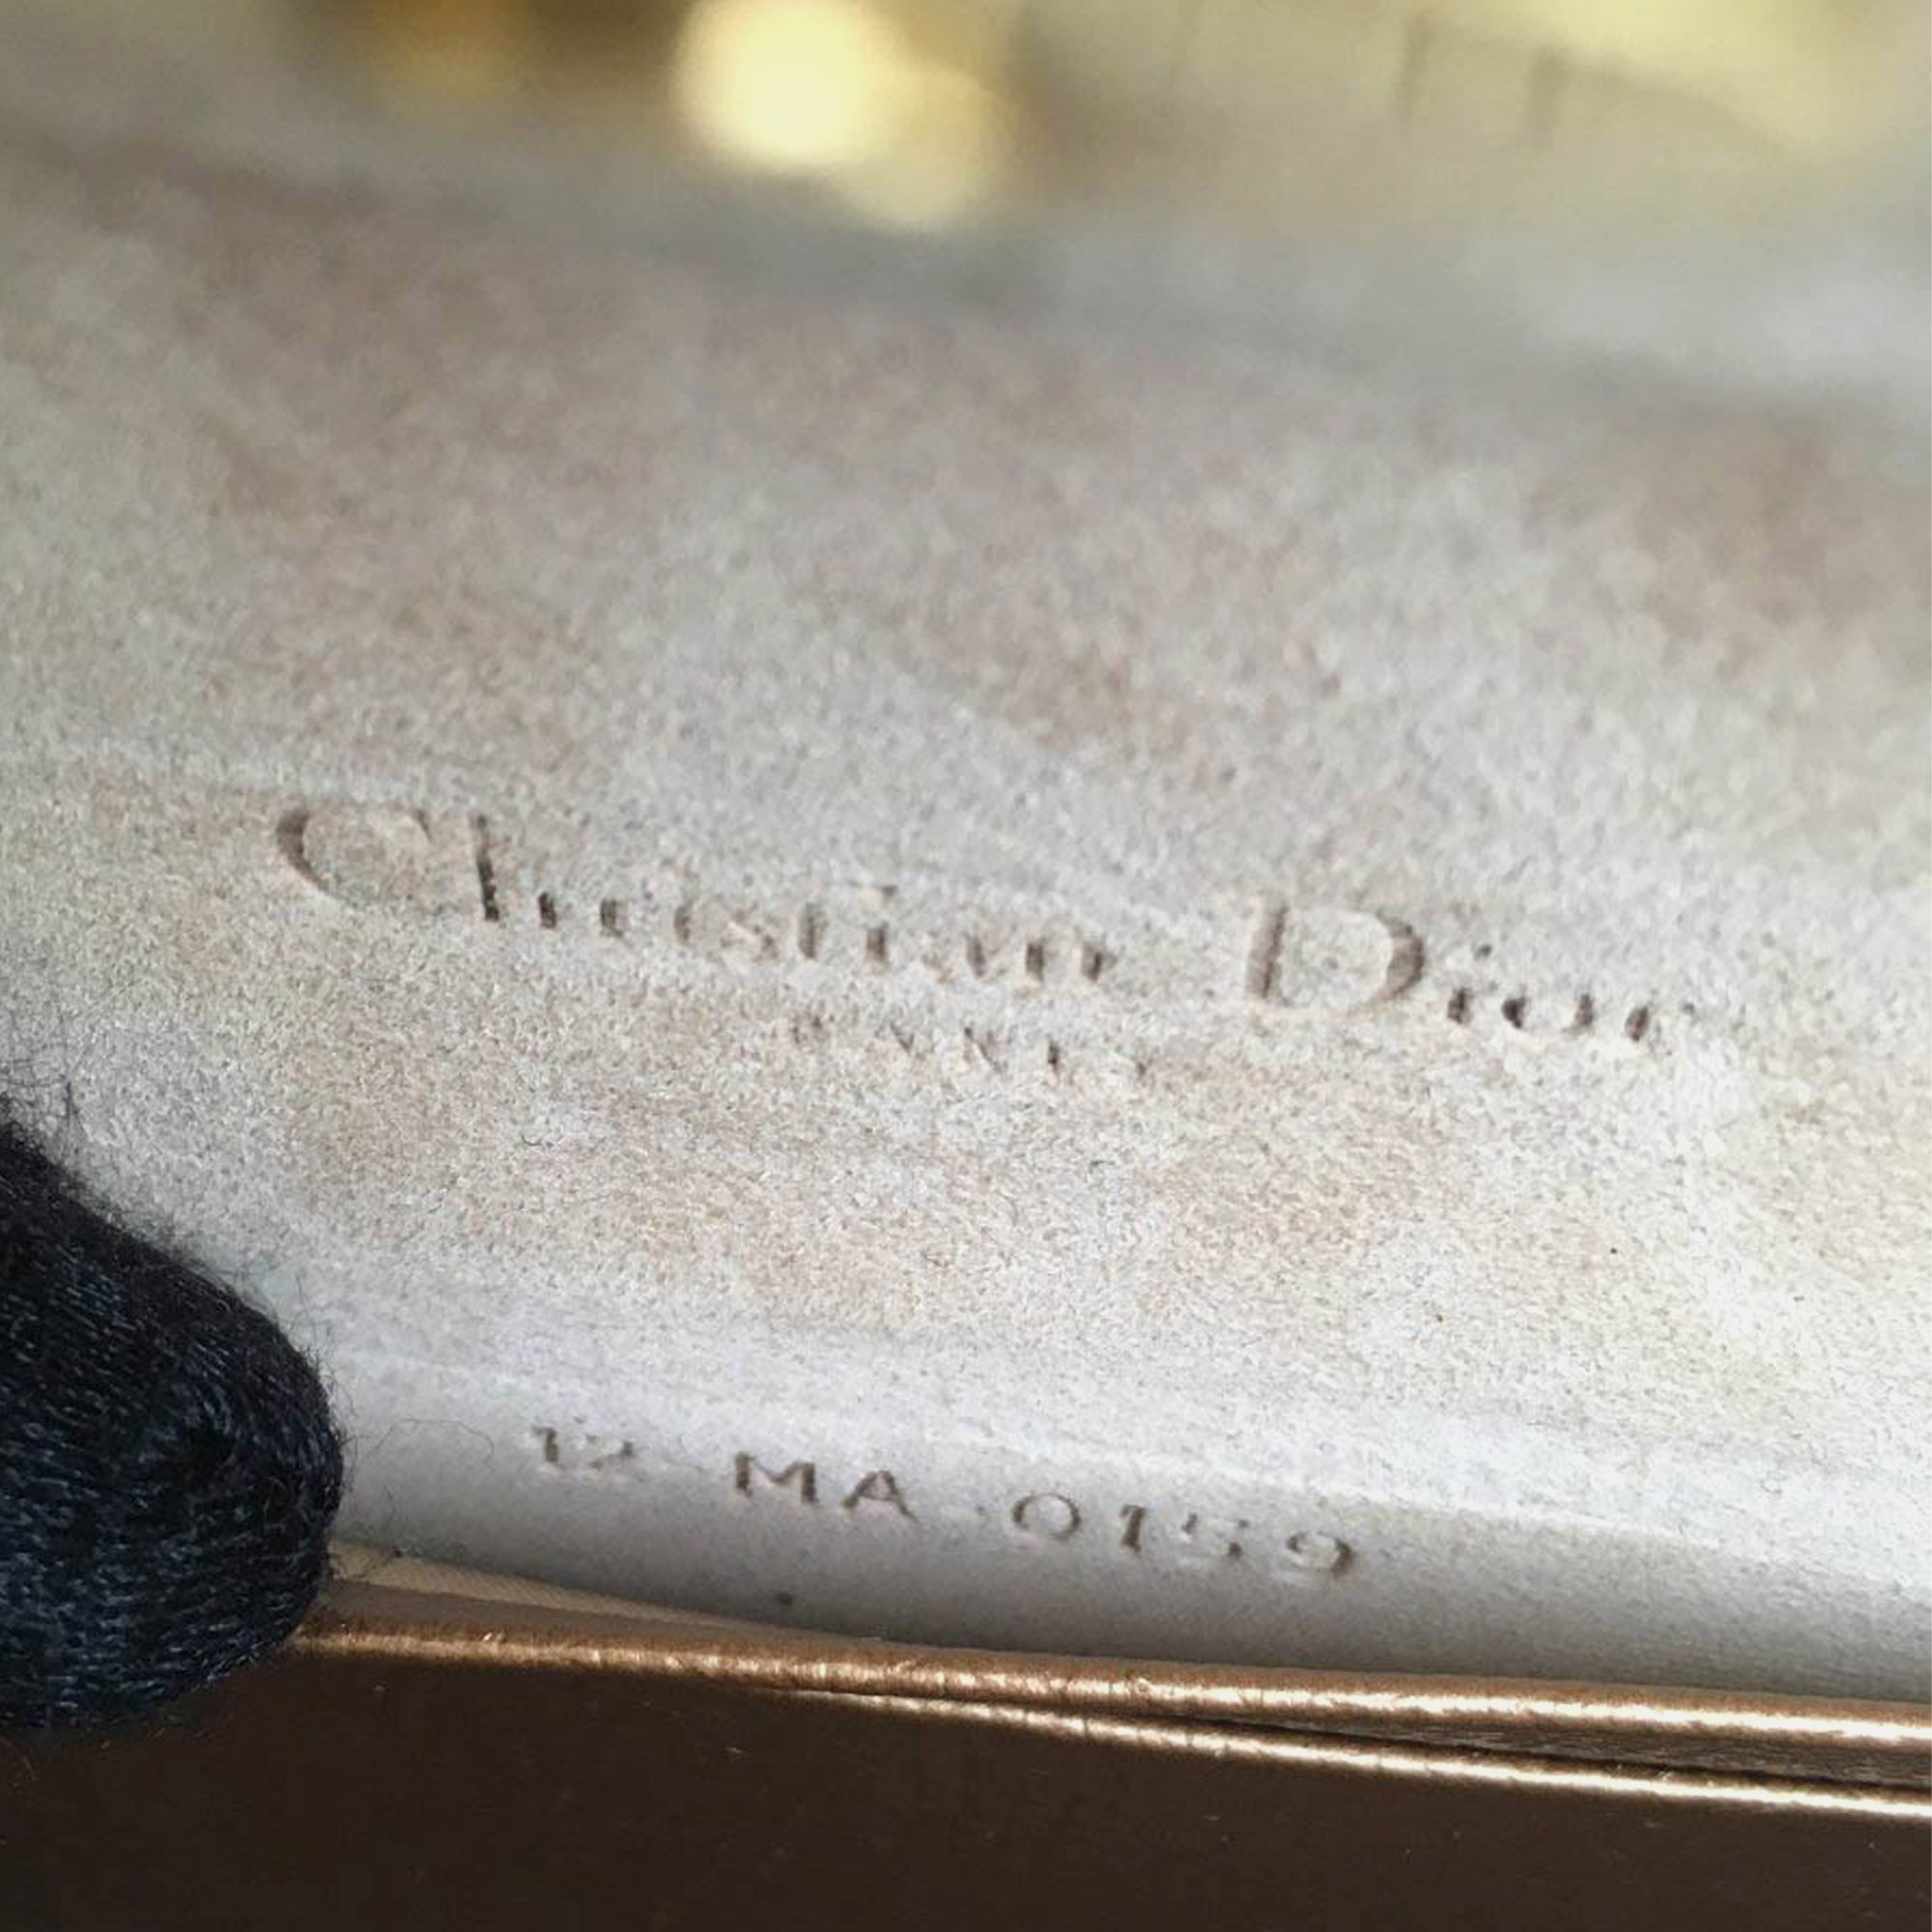 Christian Dior
PARIS
12-MA-0159